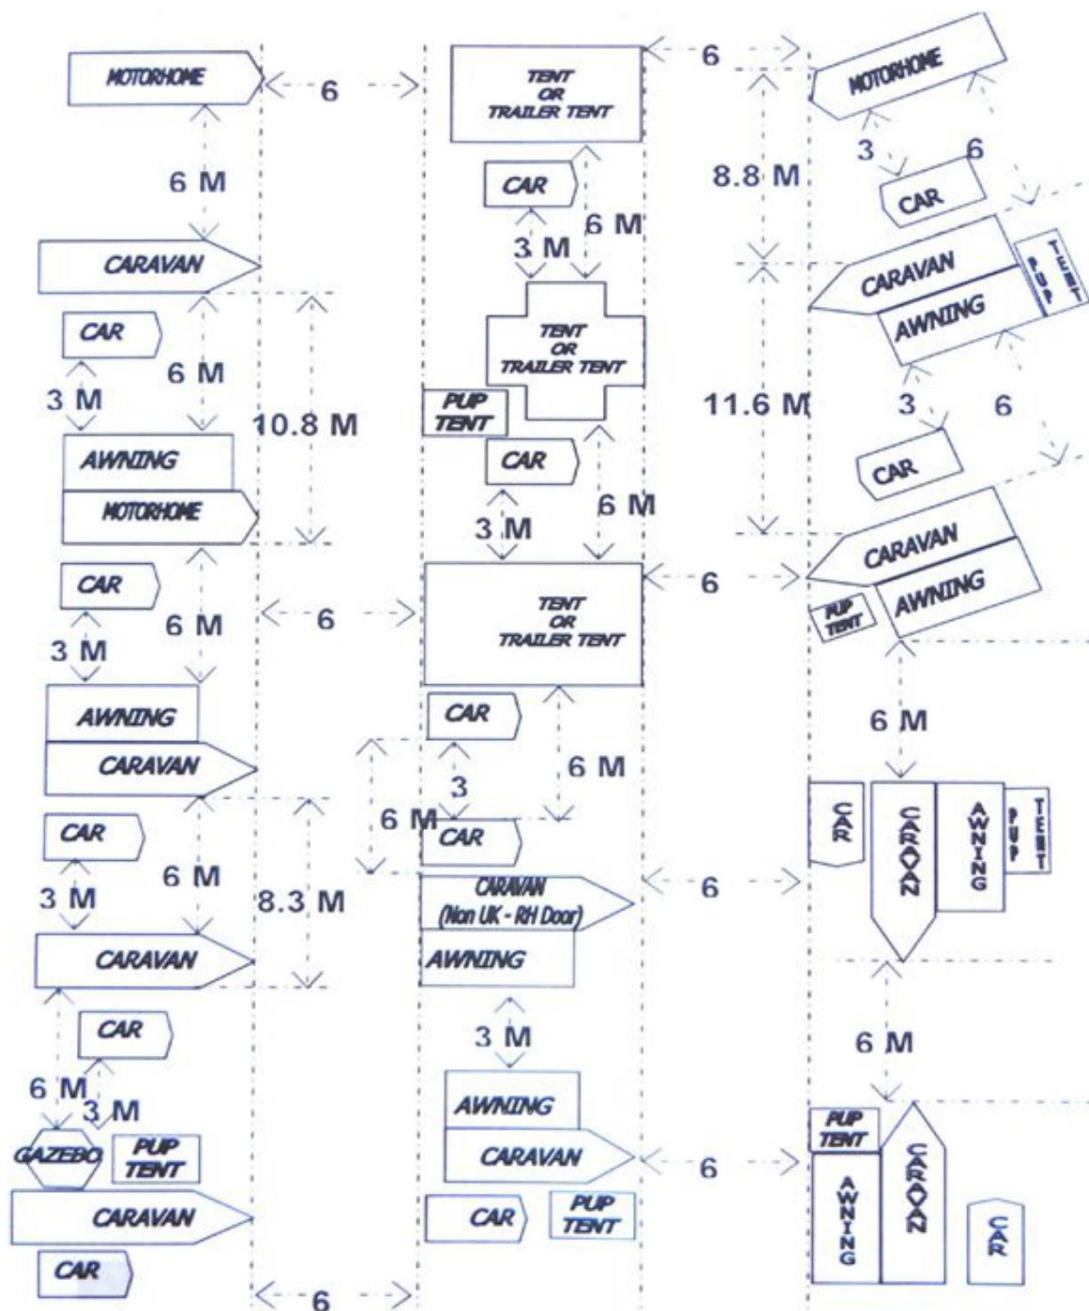 MOTORHOME
6
6 M
CARAVAN
CAR
3 M
6 M
10.8 M
AWNING
MOTORHOME
CAR
3 M
6 M
6
AWNING
CARAVAN
CAR
3 M
6 M
8.3 M
CARAVAN
CAR
6 M
3 M
GAZEBO
PUP
TENT
CARAVAN
CAR
6
TENT
OR
TRAILER TENT
6
CAR
3 M
6 M
TENT
OR
TRAILER TENT
PUP
TENT
CAR
3 M
6 M
TENT
OR
TRAILER TENT
6
CAR
3
6 M
6 M
CAR
CARAVAN
(Non UK - RH Door)
6
AWNING
3 M
AWNING
CARAVAN
6
CAR
PUP
TENT
MOTORHOME
8.8 M
3
6
CAR
CARAVAN
AWNING
PUP
TENT
11.6 M
3
6
CAR
CARAVAN
AWNING
PUP
TENT
6 M
CAR
CARAVAN
AWNING
PUP
TENT
6 M
PUP
TENT
AWNING
CARAVAN
CAR